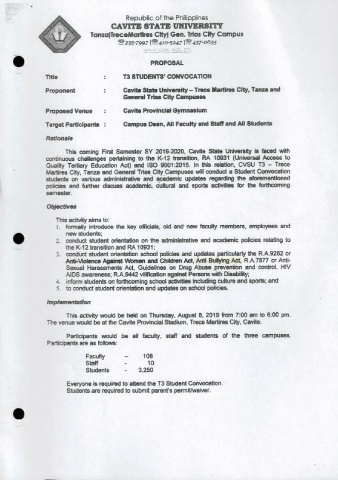 Republic of the Philippines
CAVITE STATE UNIVERSITY
Tanza|TreceMartires City| Gen. Trias City Campus
☎235-7997 |☎410-5247 |☎437-0693
PROPOSAL
Title : T3 STUDENTS' CONVOCATION
Proponent : Cavite State University – Trece Martires City, Tanza and
General Trias City Campuses
Proposed Venue : Cavite Provincial Gymnasium
Target Participants : Campus Dean, All Faculty and Staff and All Students
Rationale
This coming First Semester SY 2019-2020, Cavite State University is faced with
continuous challenges pertaining to the K-12 transition, RA 10931 (Universal Access to
Quality Tertiary Education Act) and ISO 9001:2015. In this relation, CVSU T3 – Trece
Martires City, Tanza and General Trias City Campuses will conduct a Student Convocation
students on various administrative and academic updates regarding the aforementioned
policies and further discuss academic, cultural and sports activities for the forthcoming
semester.
Objectives
This activity aims to:
1. formally introduce the key officials, old and new faculty members, employees and
new students;
2. conduct student orientation on the administrative and academic policies relating to
the K-12 transition and RA 10931;
3. conduct student orientation school policies and updates particularly the R.A.9262 or
Anti-Violence Against Women and Children Act, Anti Bullying Act, R.A.7877 or Anti-
Sexual Harassment Act, Guidelines on Drug Abuse prevention and control, HIV
AIDS awareness; R.A.9442 vilification against Persons with Disability;
4. inform students on forthcoming school activities including culture and sports; and
5. to conduct student orientation and updates on school policies.
Implementation
This activity would be held on Thursday, August 8, 2019 from 7:00 am to 6:00 pm.
The venue would be at the Cavite Provincial Stadium, Trece Martires City, Cavite.
Participants would be all faculty, staff and students of the three campuses.
Participants are as follows:
Faculty – 108
Staff - 10
Students - 3,250
Everyone is required to attend the T3 Student Convocation.
Students are required to submit parent's permit/waiver.